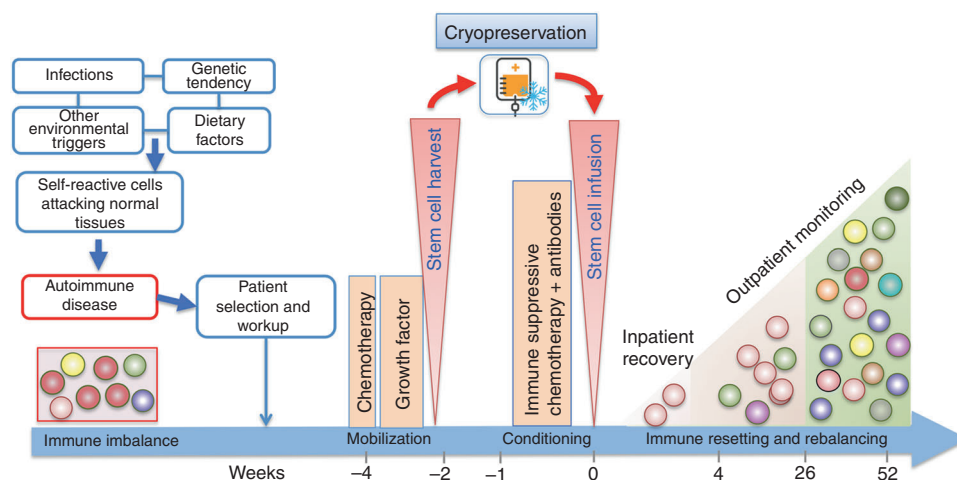 Cryopreservation
Infections
Genetic
tendency
Other
environmental
triggers
Dietary
factors
Self-reactive cells
attacking normal
tissues
Autoimmune
disease
Patient
selection and
workup
Chemotherapy
Growth factor
Stem cell harvest
Immune suppressive
chemotherapy + antibodies
Stem cell infusion
Inpatient
recovery
Outpatient monitoring
Immune imbalance
Mobilization
Conditioning
Immune resetting and rebalancing
Weeks
–4
–2
–1
0
4
26
52